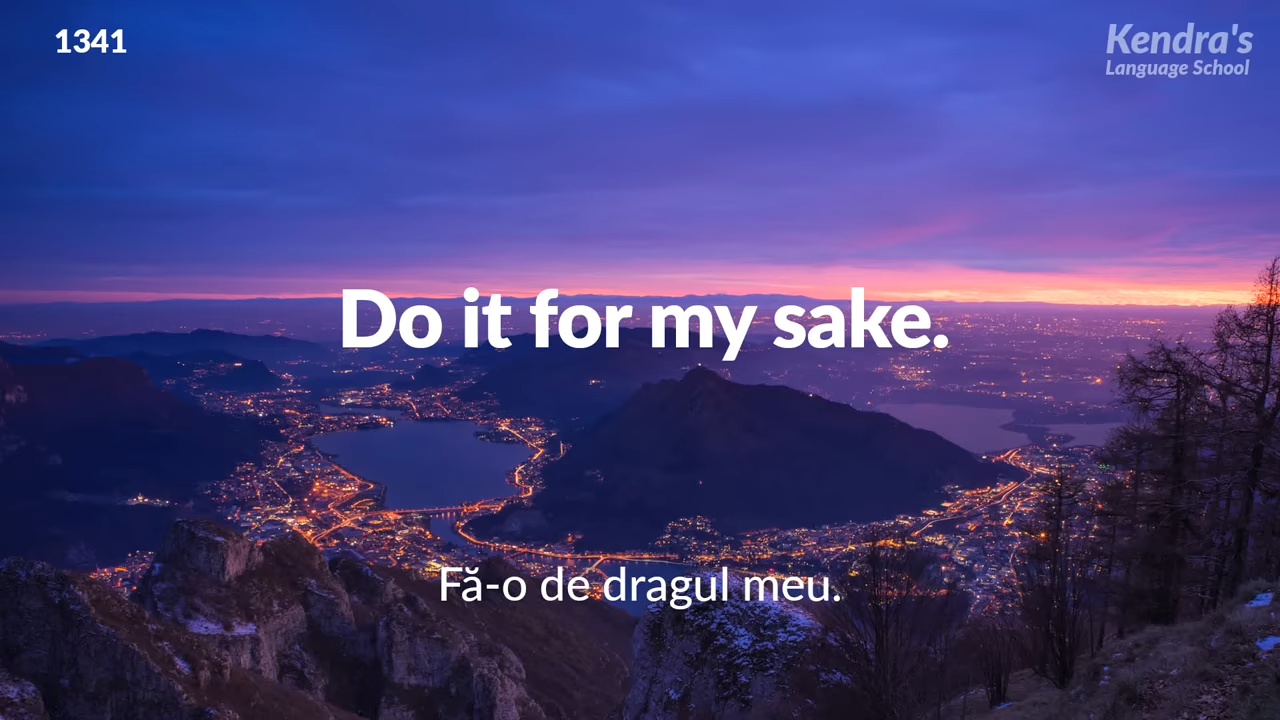 1341
Kendra's
Language School
Do it for my sake.
Fă-o de dragul meu.